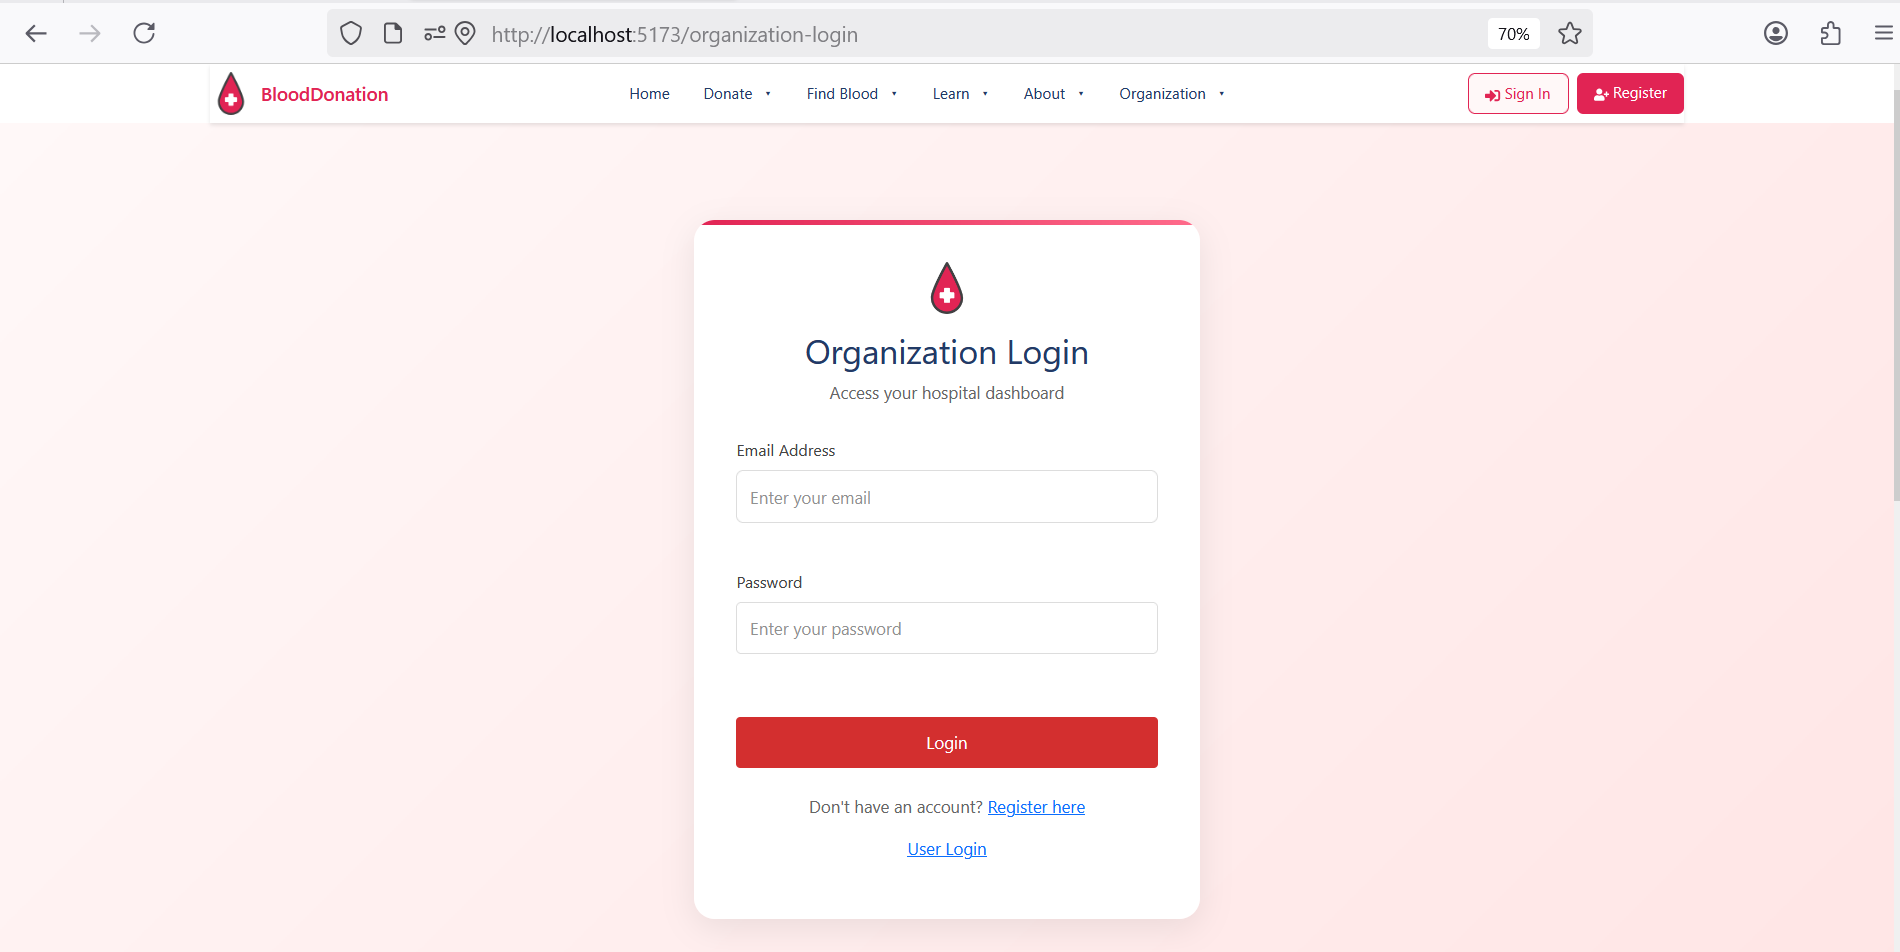 http://localhost:5173/organization-login
70%
BloodDonation
Home
Donate
Find Blood
Learn
About
Organization
Sign In
Register
Organization Login
Access your hospital dashboard
Email Address
Enter your email
Password
Enter your password
Login
Don't have an account? Register here
User Login